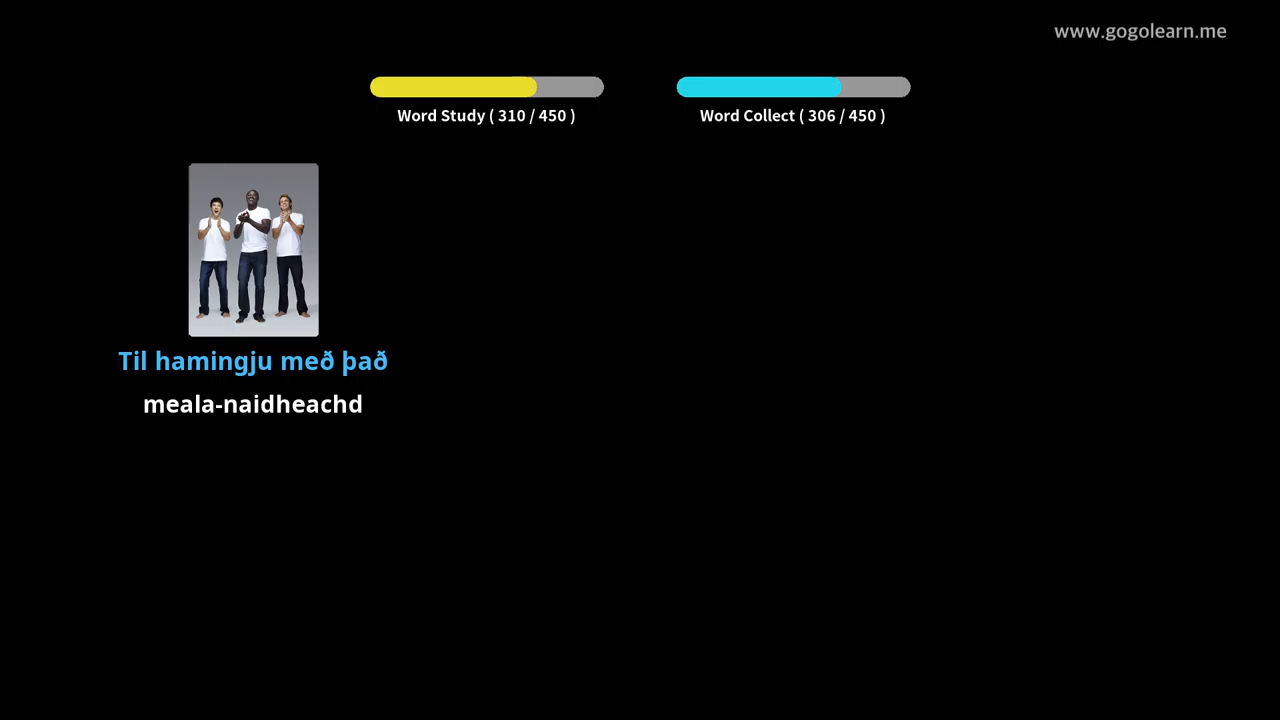 www.gogolearn.me
Word Study ( 310 / 450 )
Word Collect ( 306 / 450 )
Til hamingju með það
meala-naidheachd